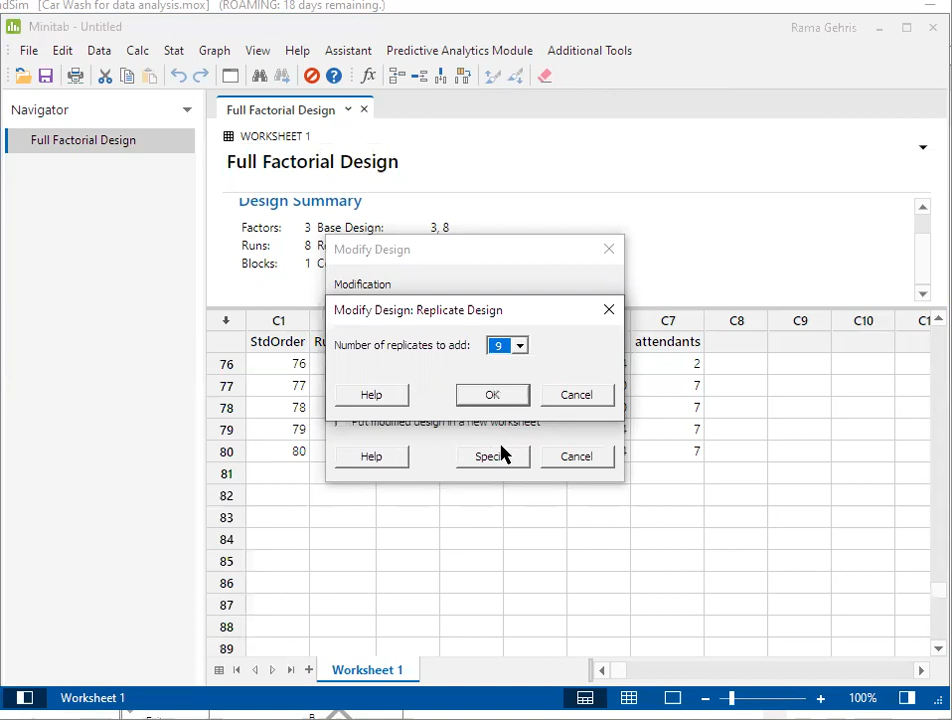 ndSim [Car Wash for data analysis.mox] (ROAMING: 18 days remaining.)
Minitab - Untitled
Rama Gehris
File Edit Data Calc Stat Graph View Help Assistant Predictive Analytics Module Additional Tools
fx
Navigator
Full Factorial Design
Full Factorial Design
WORKSHEET 1
Full Factorial Design
Design Summary
Factors: 3 Base Design: 3, 8
Runs: 8
Blocks: 1
Modify Design
Modification
Modify Design: Replicate Design
Number of replicates to add: 9
Help OK Cancel
Put modified design in a new worksheet
Help Speci Cancel
C1 C7 C8 C9 C10 C1
StdOrder attendants
76 76 2
77 77 7
78 78 7
79 79 7
80 80 7
81
82
83
84
85
86
87
88
89
Worksheet 1
Worksheet 1
100%